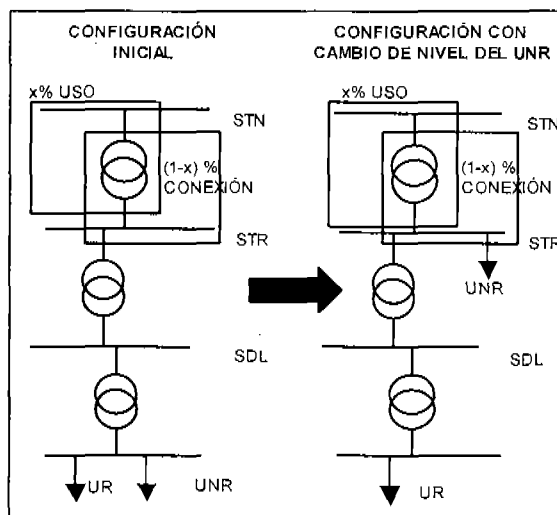 CONFIGURACIÓN
INICIAL
x% USO
STN
(1-x) %
CONEXIÓN
STR
SDL
UR
UNR
CONFIGURACIÓN CON
CAMBIO DE NIVEL DEL UNR
x% USO
STN
(1-x) %
CONEXIÓN
STR
UNR
SDL
UR